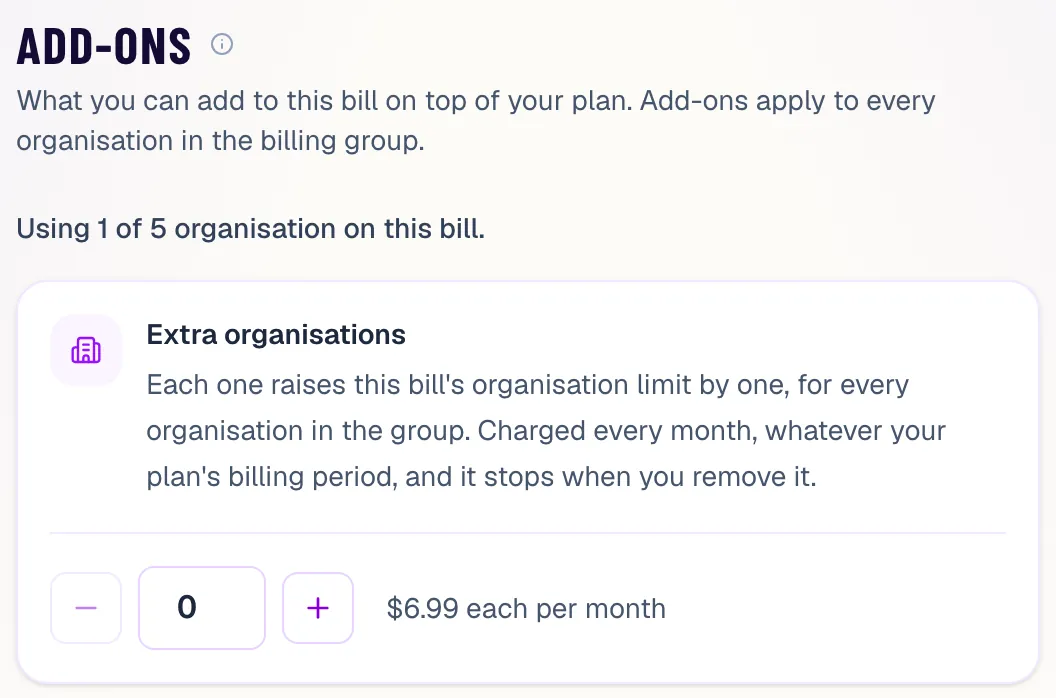 ADD-ONS
What you can add to this bill on top of your plan. Add-ons apply to every
organisation in the billing group.
Using 1 of 5 organisation on this bill.
Extra organisations
Each one raises this bill's organisation limit by one, for every
organisation in the group. Charged every month, whatever your
plan's billing period, and it stops when you remove it.
0
$6.99 each per month